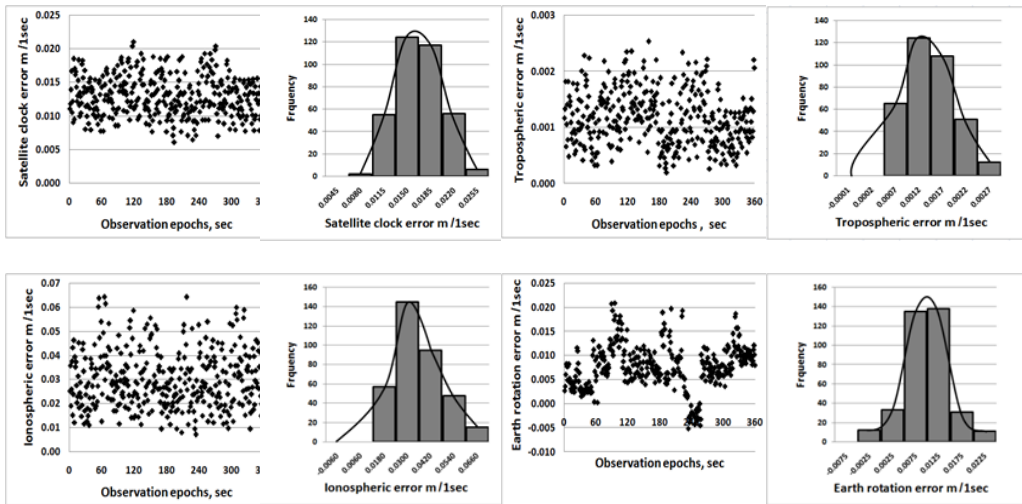 Satellite clock error m /1sec
0.025
0.020
0.015
0.010
0.005
0.000
0 60 120 180 240 300 3
Observation epochs, sec
Frquency
140
120
100
80
60
40
20
0
0.0045 0.0080 0.0115 0.0150 0.0185 0.0220 0.0255
Satellite clock error m /1sec
Tropospheric error m /1sec
0.003
0.002
0.001
0.000
0 60 120 180 240 300 360
Observation epochs , sec
Frquency
140
120
100
80
60
40
20
0
-0.0001 0.0002 0.0007 0.0012 0.0017 0.0022 0.0027
Tropospheric error m /1sec
Ionospheric error m /1sec
0.07
0.06
0.05
0.04
0.03
0.02
0.01
0.00
0 60 120 180 240 300 3
Observation epochs, sec
Frquency
160
140
120
100
80
60
40
20
0
-0.0060 0.0060 0.0180 0.0300 0.0420 0.0540 0.0660
Ionospheric error m /1sec
Earth rotation error m /1sec
0.025
0.020
0.015
0.010
0.005
0.000
-0.005
-0.010
0 60 120 180 240 300 360
Observation epochs, sec
Frquency
160
140
120
100
80
60
40
20
0
-0.0075 -0.0025 0.0025 0.0075 0.0125 0.0175 0.0225
Earth rotation error m /1sec